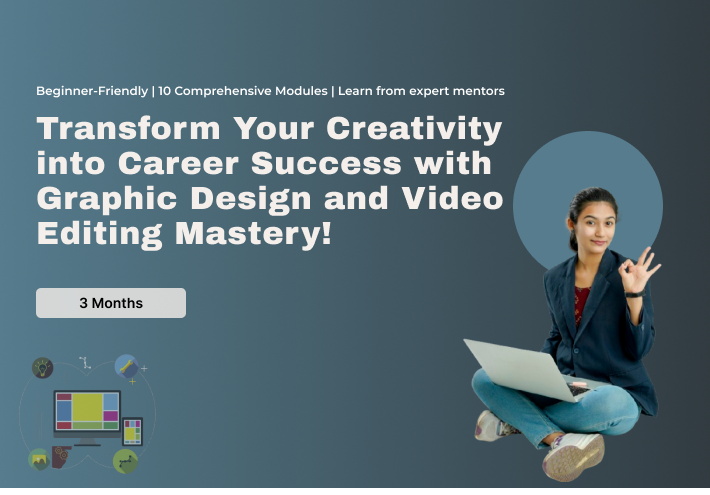 Beginner-Friendly | 10 Comprehensive Modules | Learn from expert mentors
Transform Your Creativity
into Career Success with
Graphic Design and Video
Editing Mastery!
3 Months